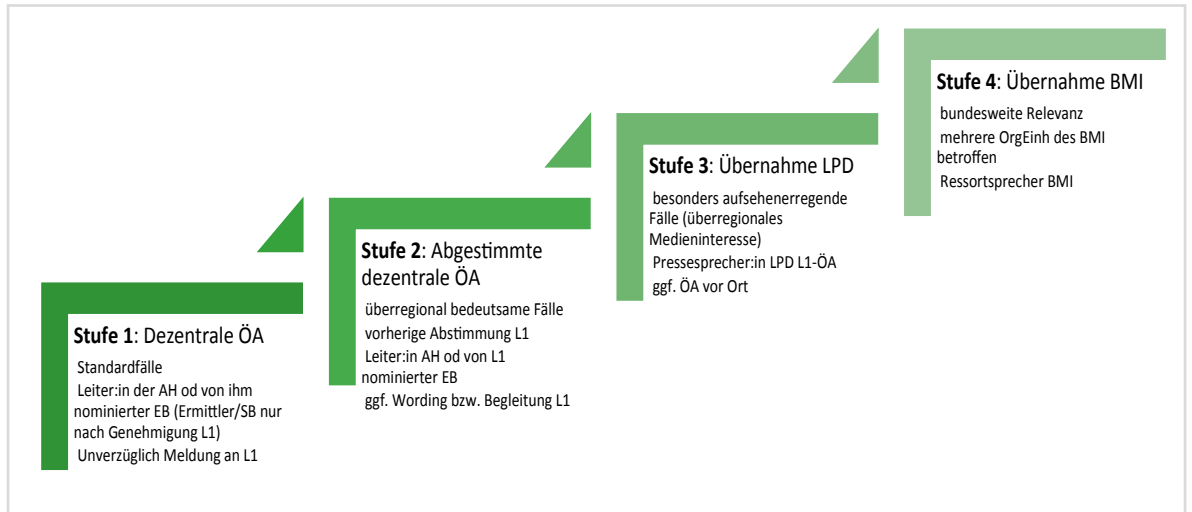 Stufe 1: Dezentrale ÖA
Standardfälle
Leiter:in der AH od von ihm
nominierter EB (Ermittler/SB nur
nach Genehmigung L1)
Unverzüglich Meldung an L1
Stufe 2: Abgestimmte
dezentrale ÖA
überregional bedeutsame Fälle
vorherige Abstimmung L1
Leiter:in AH od von L1
nominierter EB
ggf. Wording bzw. Begleitung L1
Stufe 3: Übernahme LPD
besonders aufsehenerregende
Fälle (überregionales
Medieninteresse)
Pressesprecher:in LPD L1-ÖA
ggf. ÖA vor Ort
Stufe 4: Übernahme BMI
bundesweite Relevanz
mehrere OrgEinh des BMI
betroffen
Ressortsprecher BMI